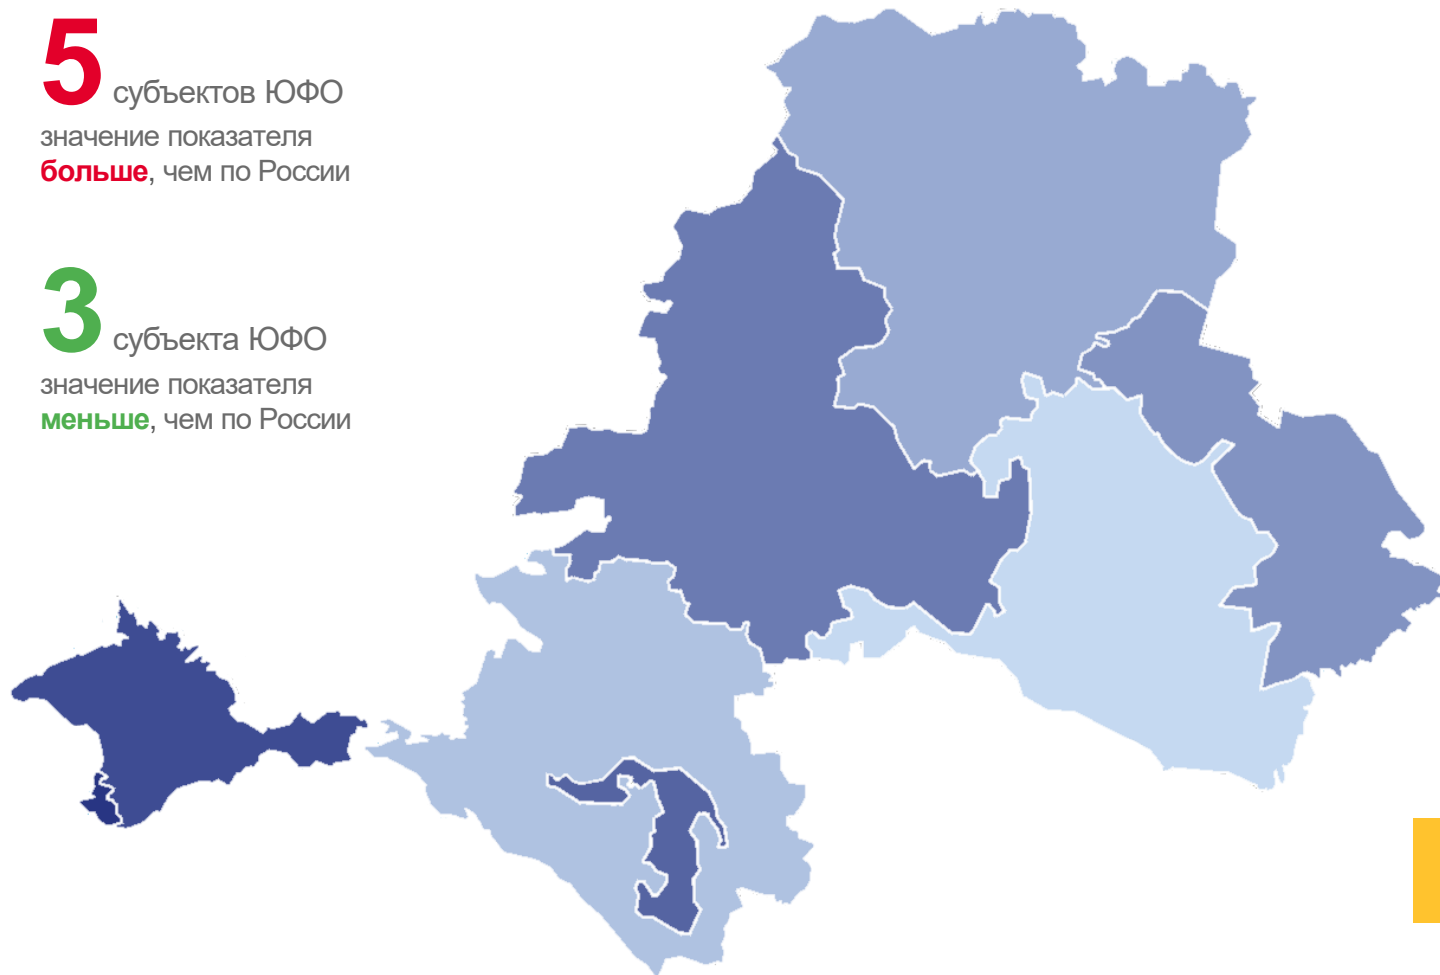 5 субъектов ЮФО
значение показателя
больше, чем по России
3 субъекта ЮФО
значение показателя
меньше, чем по России